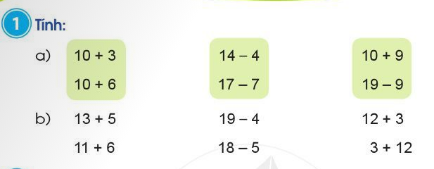 1 Tính:
a) 10 + 3 14 – 4 10 + 9
10 + 6 17 – 7 19 – 9
b) 13 + 5 19 – 4 12 + 3
11 + 6 18 – 5 3 + 12